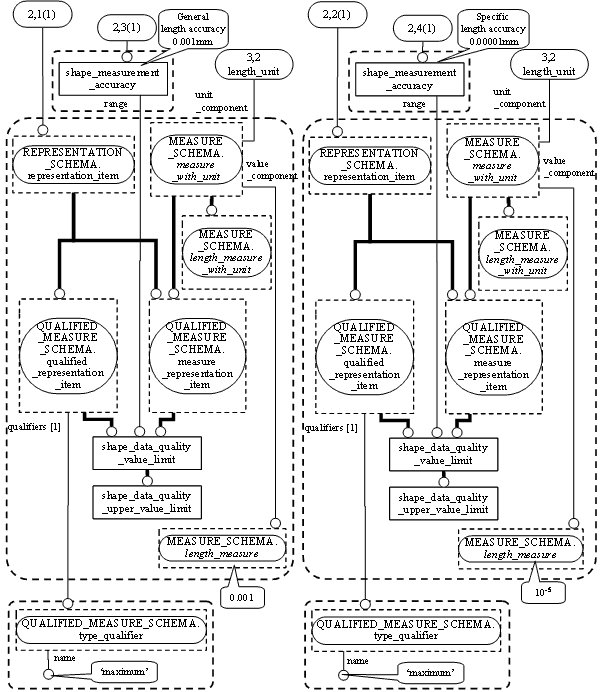 2,1(1)
2,3(1)
General
length accuracy
0.001mm
3,2
length_unit
shape_measurement
_accuracy
range
unit
_component
REPRESENTATION
_SCHEMA.
representation_item
MEASURE
_SCHEMA.
measure
_with_unit
value
_component
MEASURE
_SCHEMA.
length_measure
_with_unit
QUALIFIED
_MEASURE
_SCHEMA.
qualified
_representation
_item
QUALIFIED
_MEASURE
_SCHEMA.
measure
_representation
_item
qualifiers [1]
shape_data_quality
_value_limit
shape_data_quality
_upper_value_limit
MEASURE_SCHEMA.
length_measure
0.001
QUALIFIED_MEASURE_SCHEMA.
type_qualifier
name
‘maximum’
2,2(1)
2,4(1)
Specific
length accuracy
0.0001mm
3,2
length_unit
shape_measurement
_accuracy
range
unit
_component
REPRESENTATION
_SCHEMA.
representation_item
MEASURE
_SCHEMA.
measure
_with_unit
value
_component
MEASURE
_SCHEMA.
length_measure
_with_unit
QUALIFIED
_MEASURE
_SCHEMA.
qualified
_representation
_item
QUALIFIED
_MEASURE
_SCHEMA.
measure
_representation
_item
qualifiers [1]
shape_data_quality
_value_limit
shape_data_quality
_upper_value_limit
MEASURE_SCHEMA.
length_measure
10⁻⁵
QUALIFIED_MEASURE_SCHEMA.
type_qualifier
name
‘maximum’